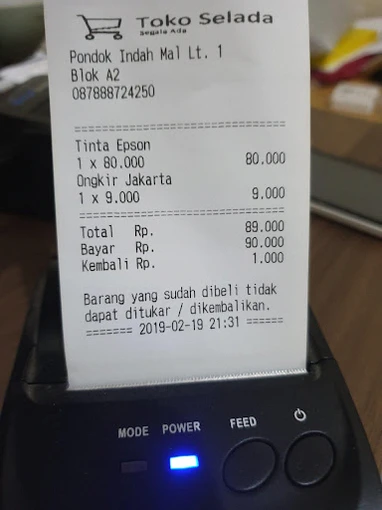 Toko Selada
Segala Ada
Pondok Indah Mal Lt. 1
Blok A2
087888724250
==============================
Tinta Epson
1 x 80.000 80.000
Ongkir Jakarta
1 x 9.000 9.000
==============================
Total Rp. 89.000
Bayar Rp. 90.000
Kembali Rp. 1.000
Barang yang sudah dibeli tidak
dapat ditukar / dikembalikan.
======= 2019-02-19 21:31 ======
MODE POWER FEED